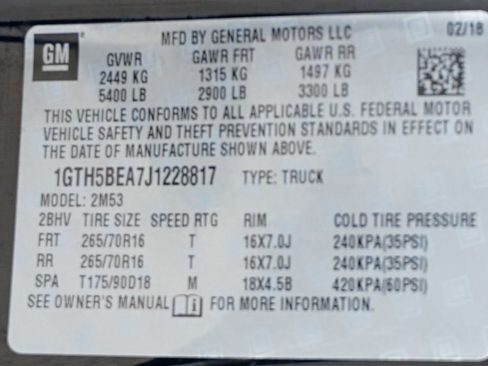 MFD BY GENERAL MOTORS LLC 02/18
GM
GVWR GAWR FRT GAWR RR
2449 KG 1315 KG 1497 KG
5400 LB 2900 LB 3300 LB
THIS VEHICLE CONFORMS TO ALL APPLICABLE U.S. FEDERAL MOTOR
VEHICLE SAFETY AND THEFT PREVENTION STANDARDS IN EFFECT ON
THE DATE OF MANUFACTURE SHOWN ABOVE.
1GTH5BEA7J1228817 TYPE: TRUCK
MODEL: 2M53
2BHV TIRE SIZE SPEED RTG RIM COLD TIRE PRESSURE
FRT 265/70R16 T 16X7.0J 240KPA(35PSI)
RR 265/70R16 T 16X7.0J 240KPA(35PSI)
SPA T175/90D18 M 18X4.5B 420KPA(60PSI)
SEE OWNER'S MANUAL i FOR MORE INFORMATION.